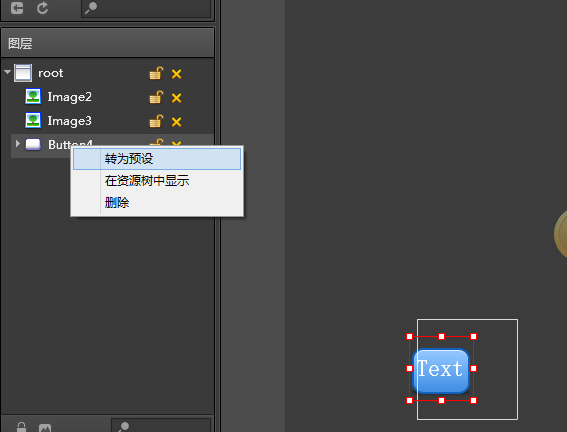 图层
root
Image2
Image3
Button4
转为预设
在资源树中显示
删除
Text